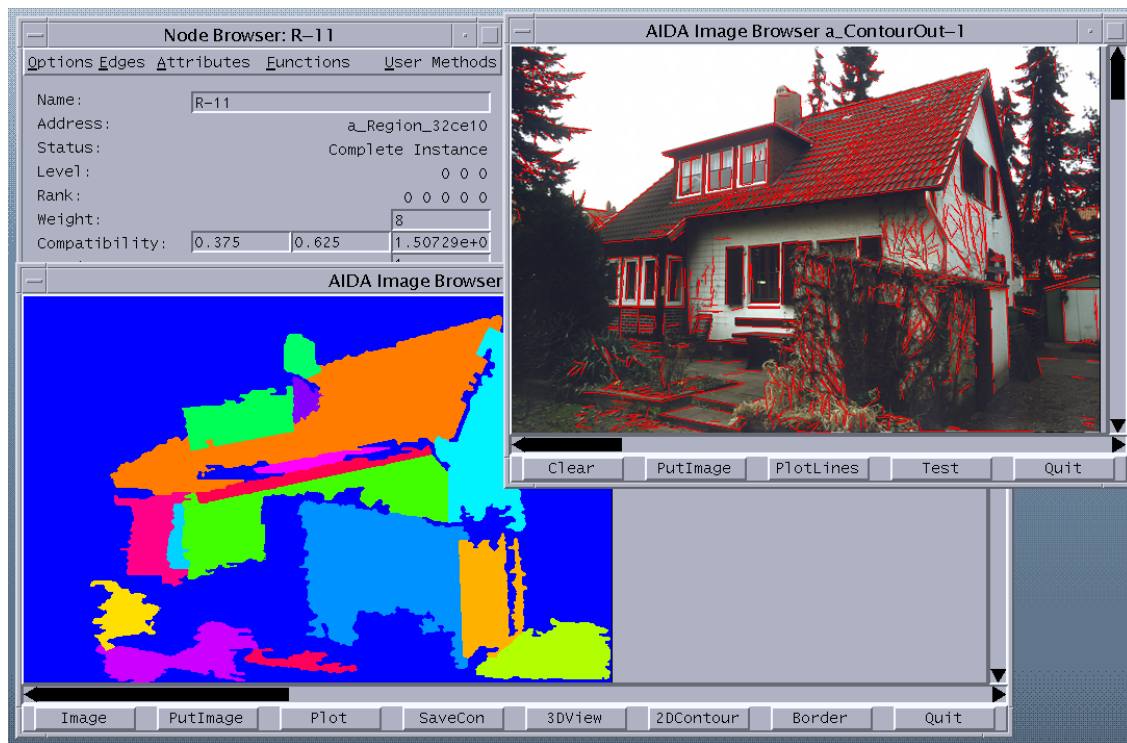 Node Browser: R-11
Options Edges Attributes Functions User Methods
Name: R-11
Address: a_Region_32ce10
Status: Complete Instance
Level: 0 0 0
Rank: 0 0 0 0 0
Weight: 8
Compatibility: 0.375 0.625 1.50729e+0
AIDA Image Browser a_ContourOut-1
Clear PutImage PlotLines Test Quit
AIDA Image Browser
Image PutImage Plot SaveCon 3DView 2DContour Border Quit